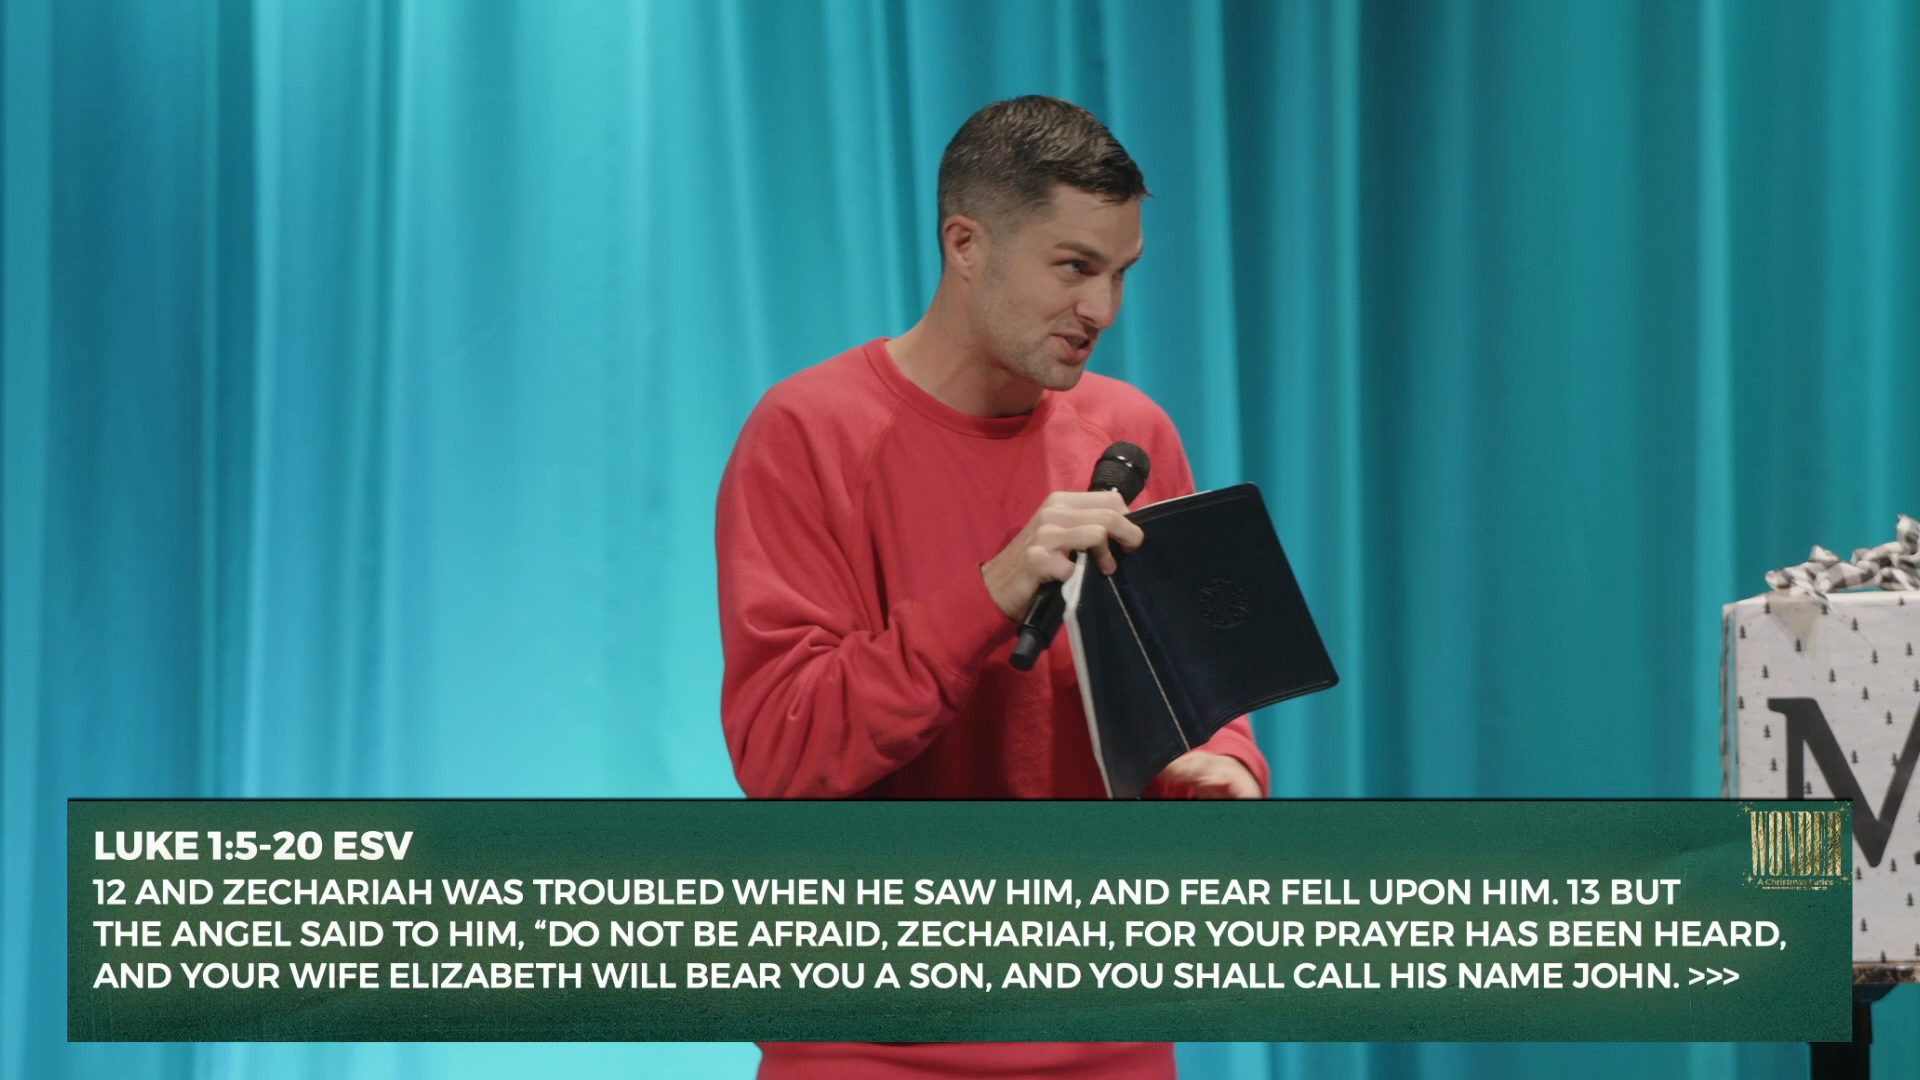 LUKE 1:5-20 ESV
12 AND ZECHARIAH WAS TROUBLED WHEN HE SAW HIM, AND FEAR FELL UPON HIM. 13 BUT
THE ANGEL SAID TO HIM, “DO NOT BE AFRAID, ZECHARIAH, FOR YOUR PRAYER HAS BEEN HEARD,
AND YOUR WIFE ELIZABETH WILL BEAR YOU A SON, AND YOU SHALL CALL HIS NAME JOHN. >>>
WONDER
A Christmas Series